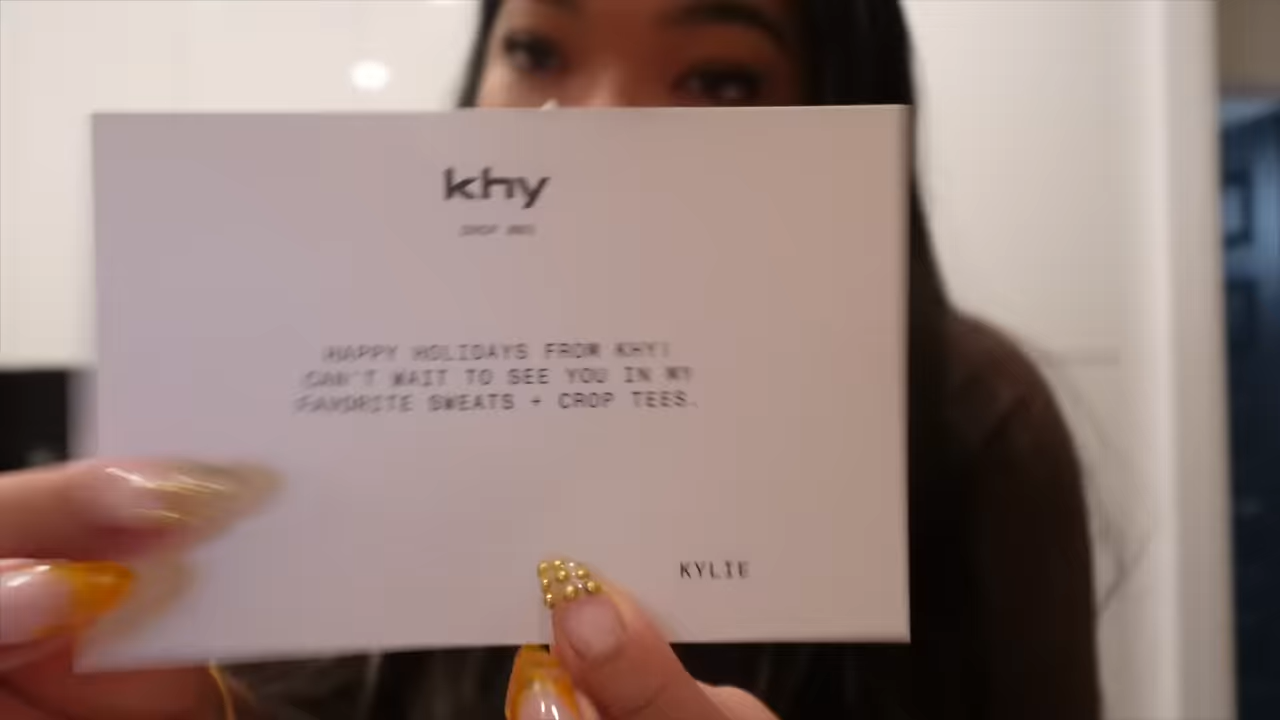 khy
HAPPY HOLIDAYS FROM KHY!
CAN'T WAIT TO SEE YOU IN MY
FAVORITE SWEATS + CROP TEES.
KYLIE